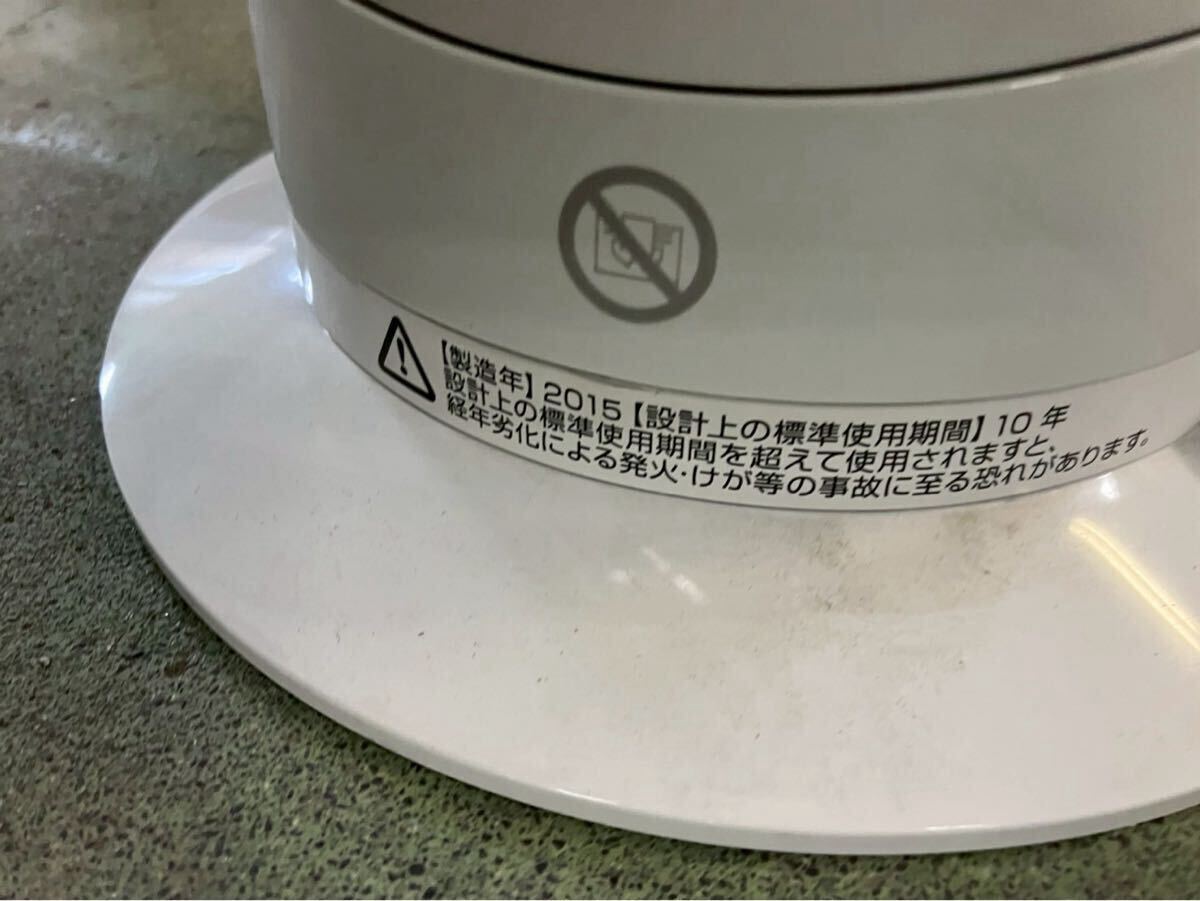 【製造年】2015【設計上の標準使用期間】10年
設計上の標準使用期間を超えて使用されますと、
経年劣化による発火・けが等の事故に至る恐れがあります。